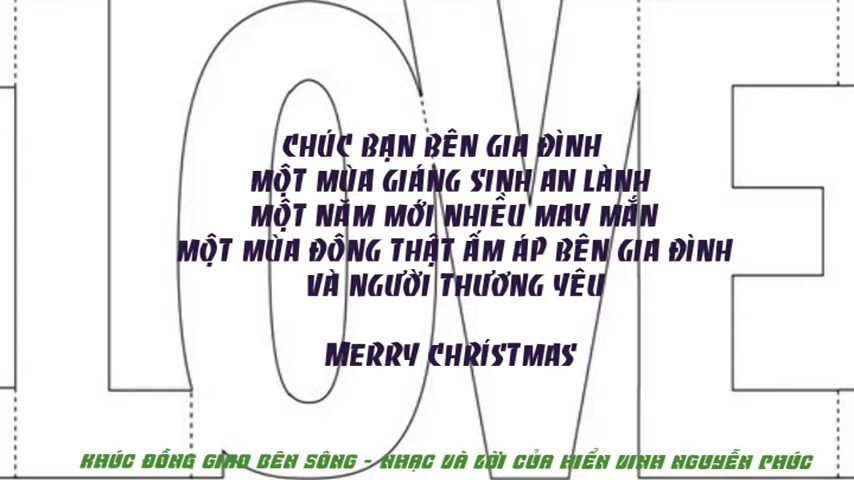 LOVE
CHÚC BẠN BÊN GIA ĐÌNH
MỘT MÙA GIÁNG SINH AN LÀNH
MỘT NĂM MỚI NHIỀU MAY MẮN
MỘT MÙA ĐÔNG THẬT ẤM ÁP BÊN GIA ĐÌNH
VÀ NGƯỜI THƯƠNG YÊU
MERRY CHRÍSTMAS
KHÚC ĐỒNG GIAO BÊN SÔNG - NHẠC VÀ LỜI CỦA HIỂN VINH NGUYỄN PHÚC